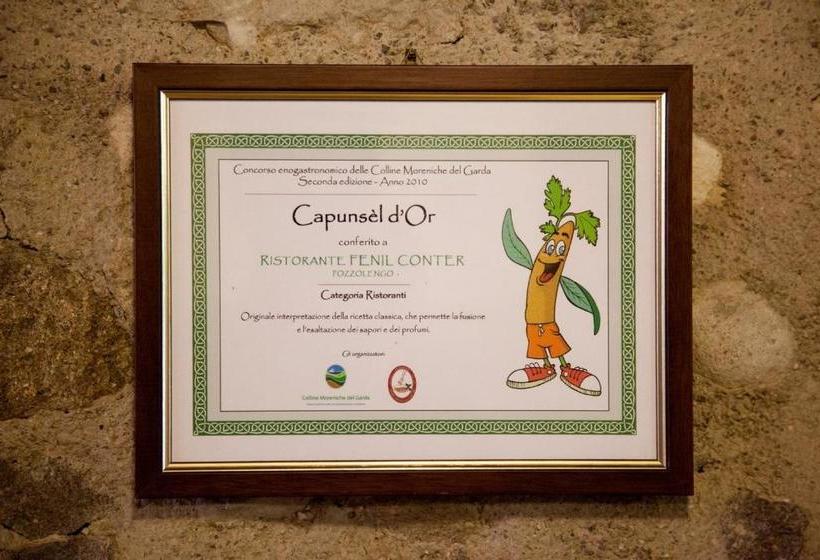 Concorso enogastronomico delle Colline Moreniche del Garda
Seconda edizione - Anno 2010
Capunsèl d'Or
conferito a
RISTORANTE FENIL CONTER
POZZOLENGO -
Categoria Ristoranti
Originale interpretazione della ricetta classica, che permette la fusione
e l'esaltazione dei sapori e dei profumi.
Gli organizzatori
Colline Moreniche del Garda